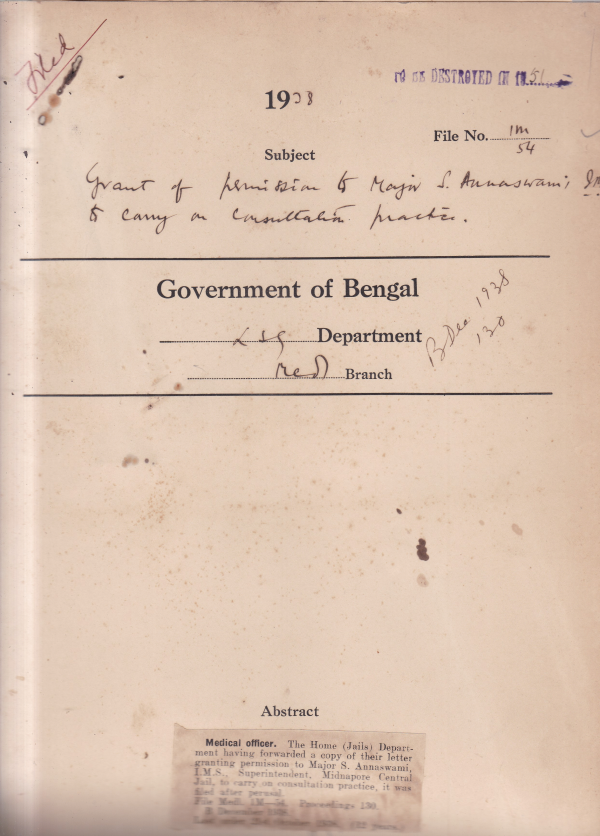 Filed
TO BE DESTROYED IN 1951
1938
File No. 1M
54
Subject
Grant of permission to Major S. Annaswami, IM
to carry on consultation practice.
Government of Bengal
LSG Department
B Dec 1938
130
Medl Branch
Abstract
Medical officer. The Home (Jails) Depart-
ment having forwarded a copy of their letter
granting permission to Major S. Annaswami,
I.M.S., Superintendent, Midnapore Central
Jail, to carry on consultation practice, it was
filed after perusal.
File Medl. 1M—54. Proceedings 130.
B December 1938.